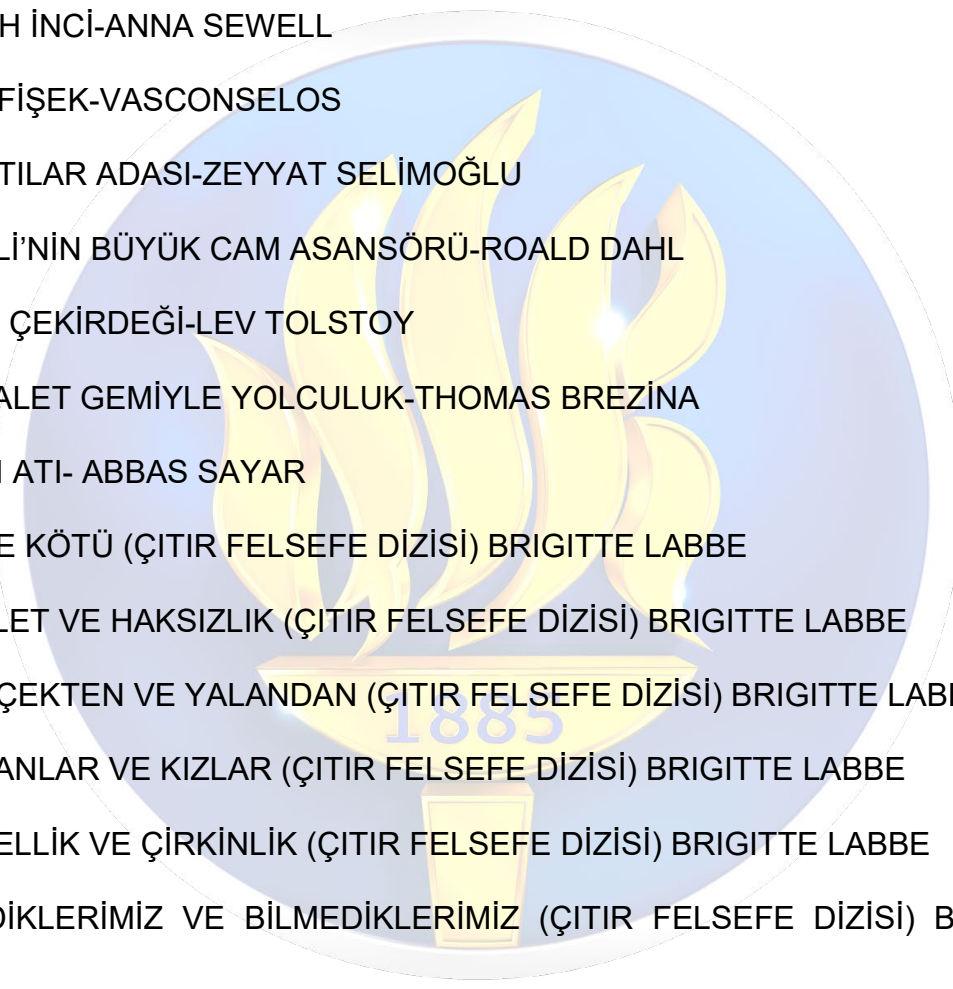 H İNCİ-ANNA SEWELL
FİŞEK-VASCONSELOS
TILAR ADASI-ZEYYAT SELİMOĞLU
Lİ’NİN BÜYÜK CAM ASANSÖRÜ-ROALD DAHL
ÇEKİRDEĞİ-LEV TOLSTOY
ALET GEMİYLE YOLCULUK-THOMAS BREZİNA
I ATI- ABBAS SAYAR
E KÖTÜ (ÇITIR FELSEFE DİZİSİ) BRIGITTE LABBE
LET VE HAKSIZLIK (ÇITIR FELSEFE DİZİSİ) BRIGITTE LABBE
ÇEKTEN VE YALANDAN (ÇITIR FELSEFE DİZİSİ) BRIGITTE LAB
1885
ANLAR VE KIZLAR (ÇITIR FELSEFE DİZİSİ) BRIGITTE LABBE
ELLİK VE ÇİRKİNLİK (ÇITIR FELSEFE DİZİSİ) BRIGITTE LABBE
DİKLERİMİZ VE BİLMEDİKLERİMİZ (ÇITIR FELSEFE DİZİSİ) B